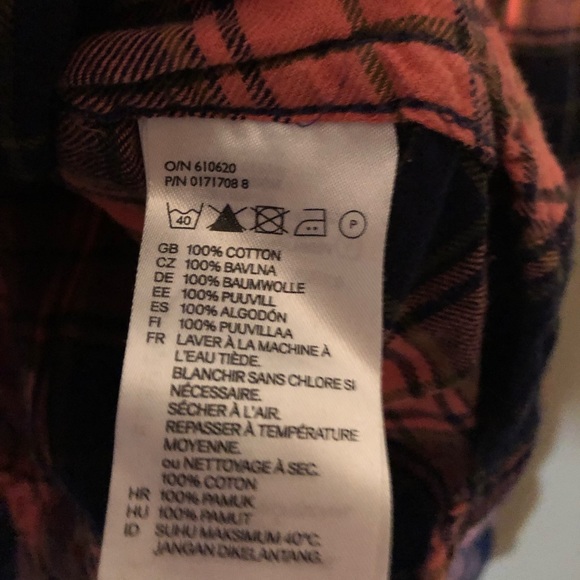 O/N 610620
P/N 0171708 8
40 P
GB 100% COTTON
CZ 100% BAVLNA
DE 100% BAUMWOLLE
EE 100% PUUVILL
ES 100% ALGODÓN
FI 100% PUUVILLAA
FR LAVER À LA MACHINE À
L'EAU TIÈDE.
BLANCHIR SANS CHLORE SI
NÉCESSAIRE.
SÉCHER À L'AIR.
REPASSER À TEMPÉRATURE
MOYENNE.
ou NETTOYAGE À SEC.
100% COTON
HR 100% PAMUK
HU 100% PAMUT
ID SUHU MAKSIMUM 40°C.
JANGAN DIKELANTANG.